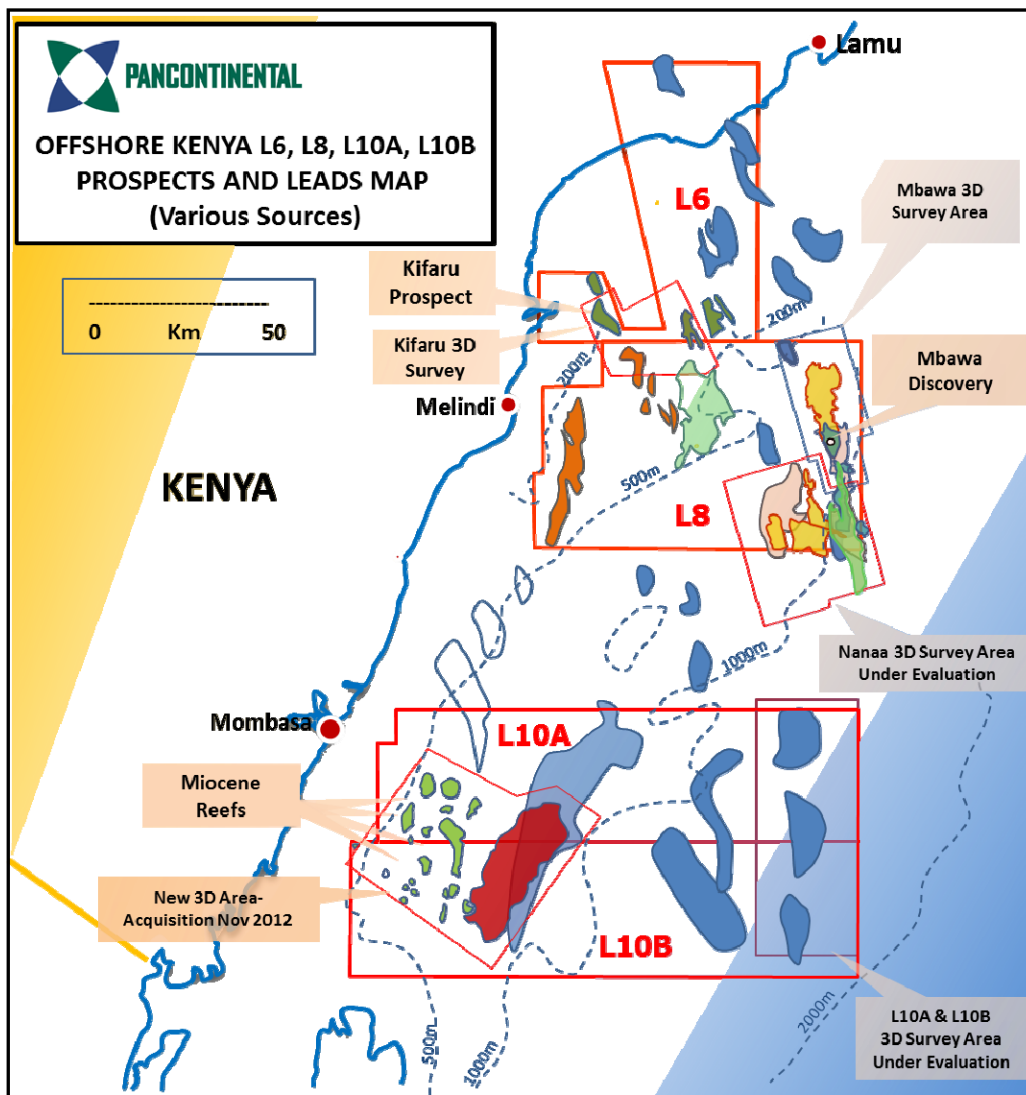 PANCONTINENTAL
OFFSHORE KENYA L6, L8, L10A, L10B
PROSPECTS AND LEADS MAP
(Various Sources)
0 Km 50
Lamu
L6
Mbawa 3D
Survey Area
Kifaru
Prospect
Kifaru 3D
Survey
200m
200m
Mbawa
Discovery
Melindi
KENYA
500m
L8
1000m
Nanaa 3D Survey Area
Under Evaluation
Mombasa
L10A
Miocene
Reefs
New 3D Area-
Acquisition Nov 2012
L10B
500m
1000m
2000m
L10A & L10B
3D Survey Area
Under Evaluation